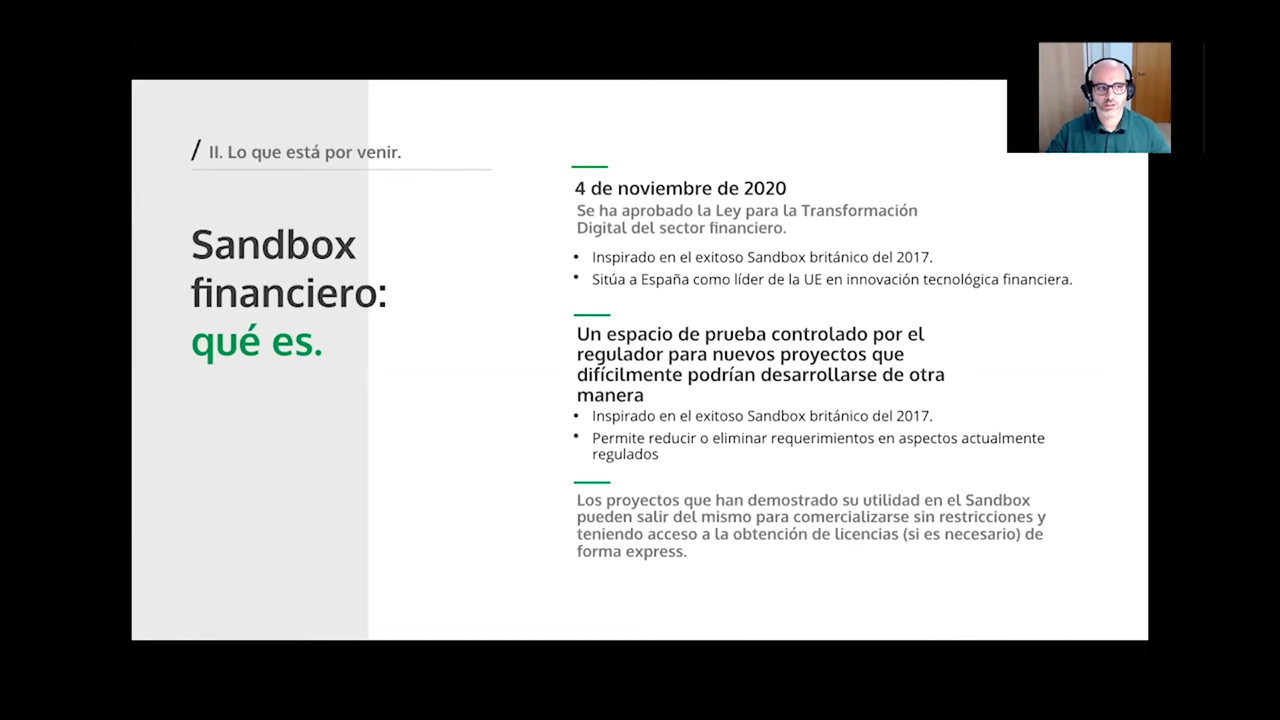 / II. Lo que está por venir.
Sandbox
financiero:
qué es.
4 de noviembre de 2020
Se ha aprobado la Ley para la Transformación
Digital del sector financiero.
• Inspirado en el exitoso Sandbox británico del 2017.
• Sitúa a España como líder de la UE en innovación tecnológica financiera.
Un espacio de prueba controlado por el
regulador para nuevos proyectos que
difícilmente podrían desarrollarse de otra
manera
• Inspirado en el exitoso Sandbox británico del 2017.
• Permite reducir o eliminar requerimientos en aspectos actualmente
regulados
Los proyectos que han demostrado su utilidad en el Sandbox
pueden salir del mismo para comercializarse sin restricciones y
teniendo acceso a la obtención de licencias (si es necesario) de
forma express.